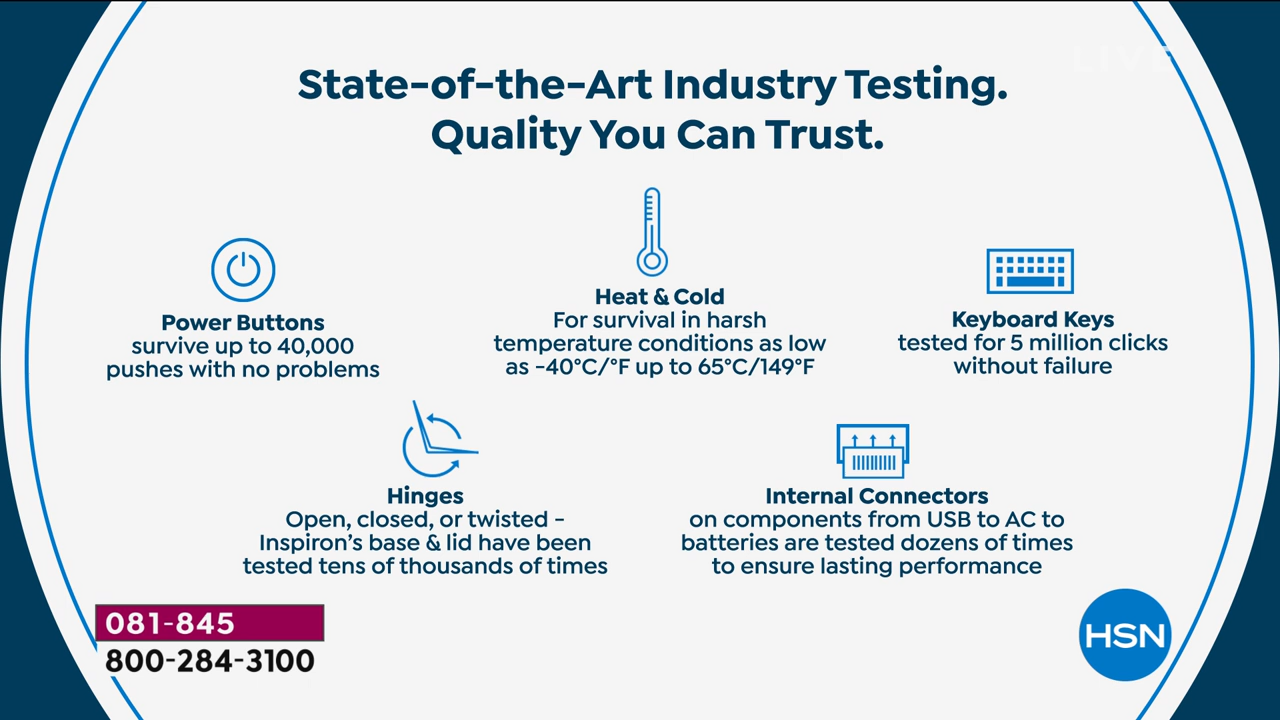 LIVE
State-of-the-Art Industry Testing.
Quality You Can Trust.
Power Buttons
survive up to 40,000
pushes with no problems
Heat & Cold
For survival in harsh
temperature conditions as low
as -40°C/°F up to 65°C/149°F
Keyboard Keys
tested for 5 million clicks
without failure
Hinges
Open, closed, or twisted -
Inspiron's base & lid have been
tested tens of thousands of times
Internal Connectors
on components from USB to AC to
batteries are tested dozens of times
to ensure lasting performance
081-845
800-284-3100
HSN